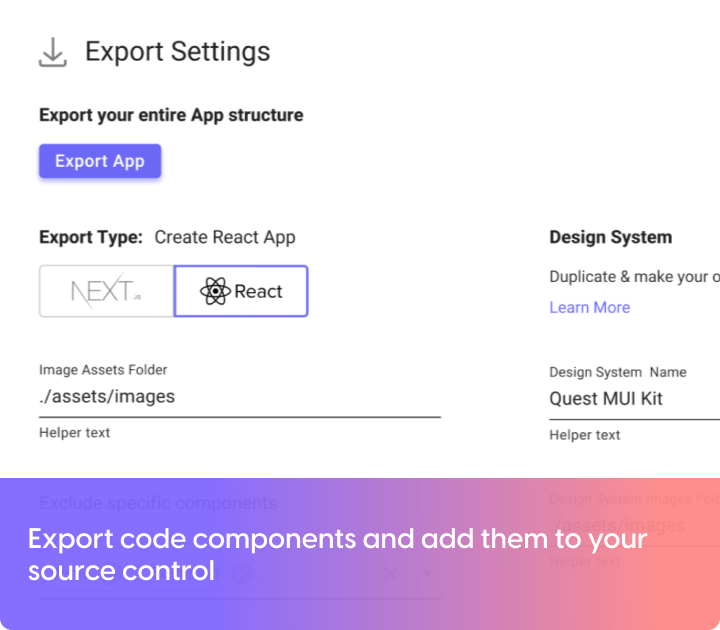 Export Settings
Export your entire App structure
Export App
Export Type: Create React App
NEXT.JS
React
Image Assets Folder
./assets/images
Helper text
Design System
Duplicate & make your o
Learn More
Design System Name
Quest MUI Kit
Helper text
Exclude specific components
Design System Images Fold
./assets/images
Helper text
Export code components and add them to your
source control